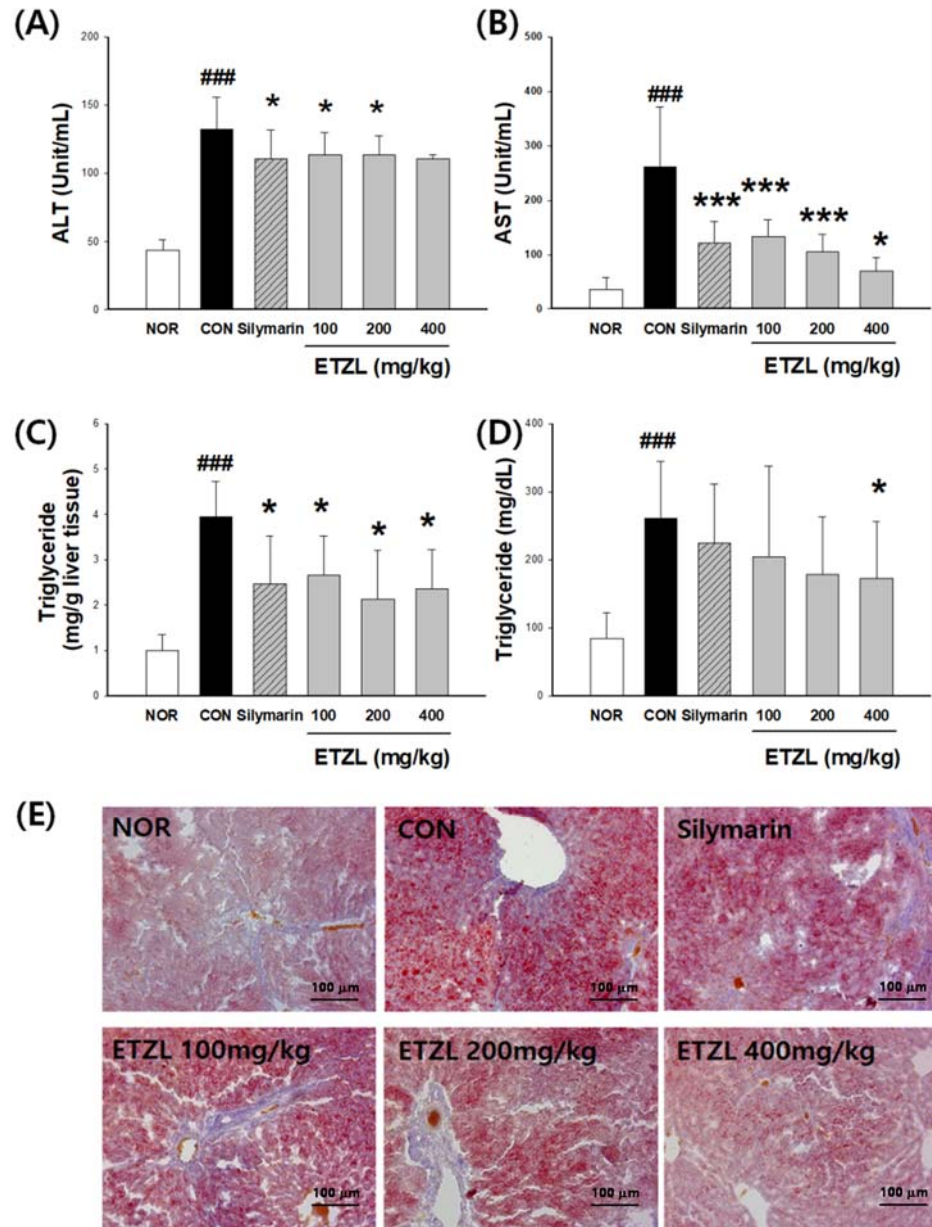 (A)
200
150
100
50
0
ALT (Unit/mL)
###
*
*
*
NOR CON Silymarin 100 200 400
ETZL (mg/kg)
(B)
500
400
300
200
100
0
AST (Unit/mL)
###
***
***
***
*
NOR CON Silymarin 100 200 400
ETZL (mg/kg)
(C)
6
5
4
3
2
1
0
Triglyceride
(mg/g liver tissue)
###
*
*
*
*
NOR CON Silymarin 100 200 400
ETZL (mg/kg)
(D)
400
300
200
100
0
Triglyceride (mg/dL)
###
*
NOR CON Silymarin 100 200 400
ETZL (mg/kg)
(E)
NOR
100 μm
CON
100 μm
Silymarin
100 μm
ETZL 100mg/kg
100 μm
ETZL 200mg/kg
100 μm
ETZL 400mg/kg
100 μm